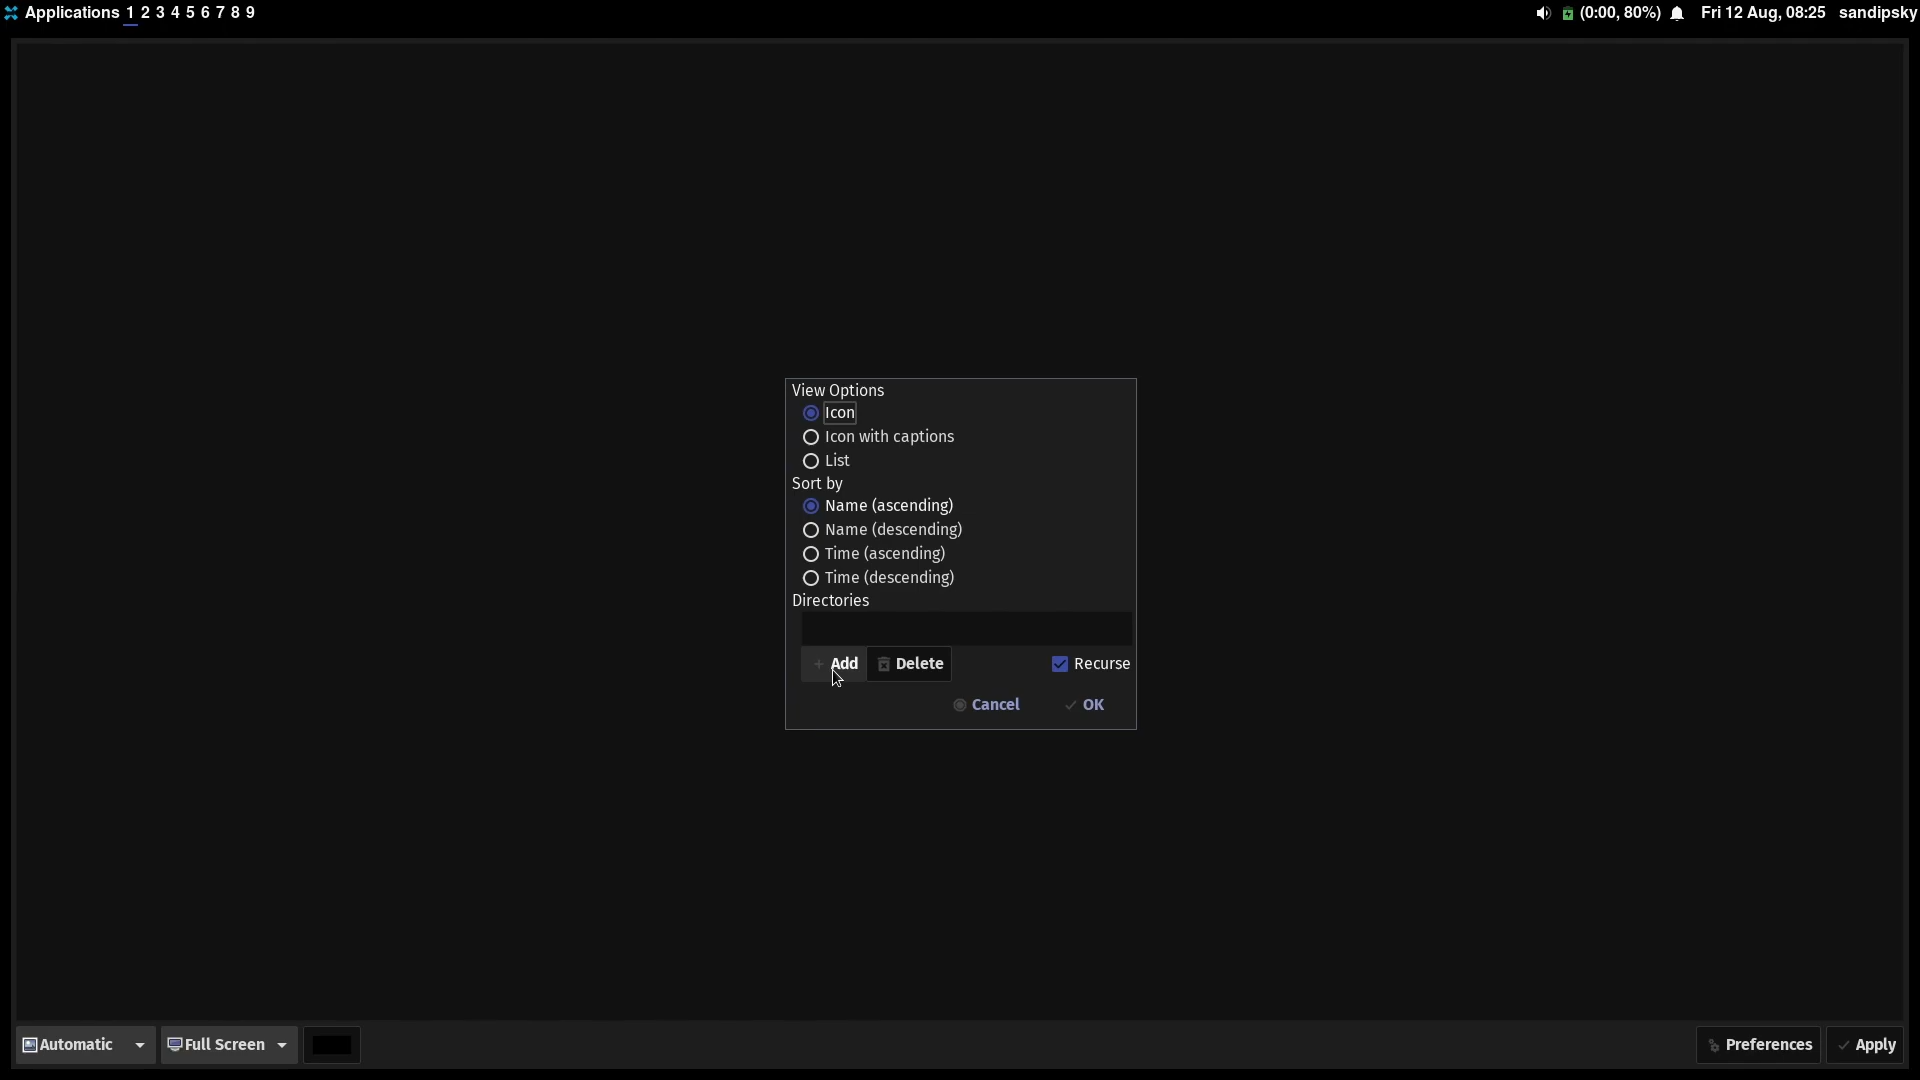 Applications 1 2 3 4 5 6 7 8 9
(0:00, 80%) Fri 12 Aug, 08:25 sandipsky
View Options
Icon
Icon with captions
List
Sort by
Name (ascending)
Name (descending)
Time (ascending)
Time (descending)
Directories
Add Delete Recurse
Cancel OK
Automatic Full Screen Preferences Apply